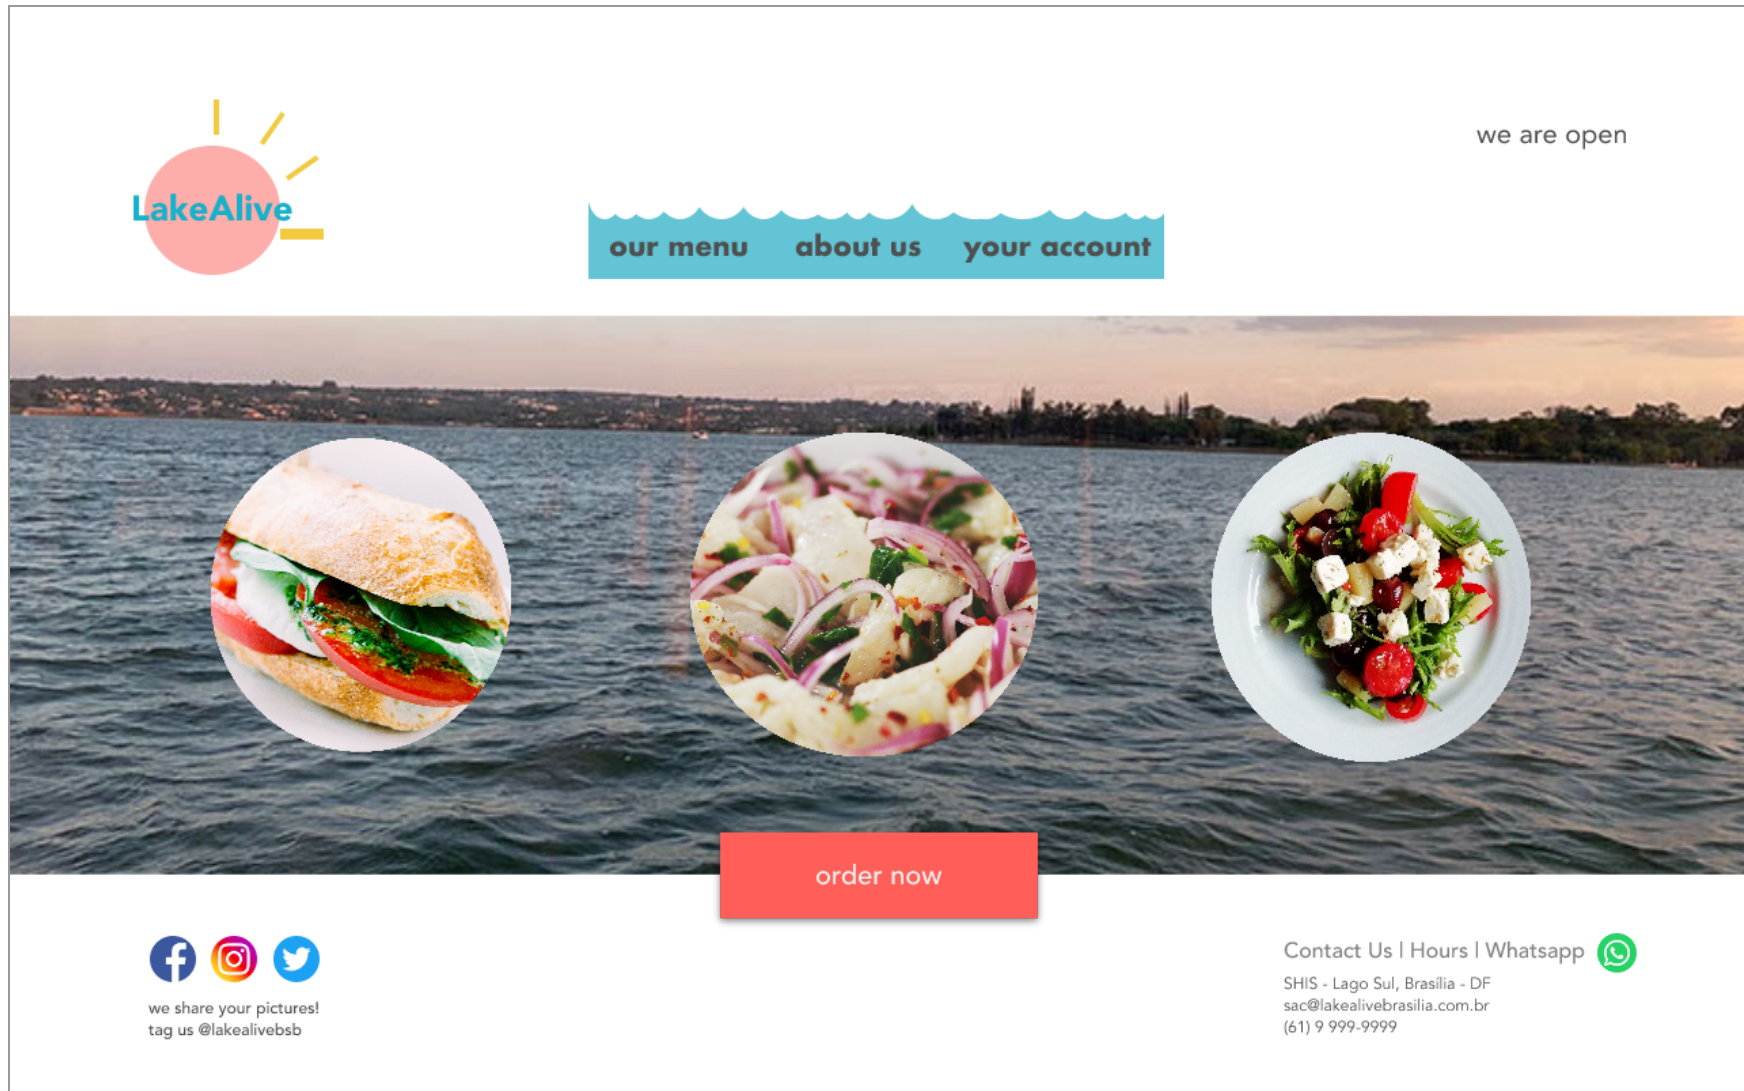 we are open
LakeAlive
our menu about us your account
order now
we share your pictures!
tag us @lakealivebsb
Contact Us | Hours | Whatsapp
SHIS - Lago Sul, Brasília - DF
sac@lakealivebrasilia.com.br
(61) 9 999-9999